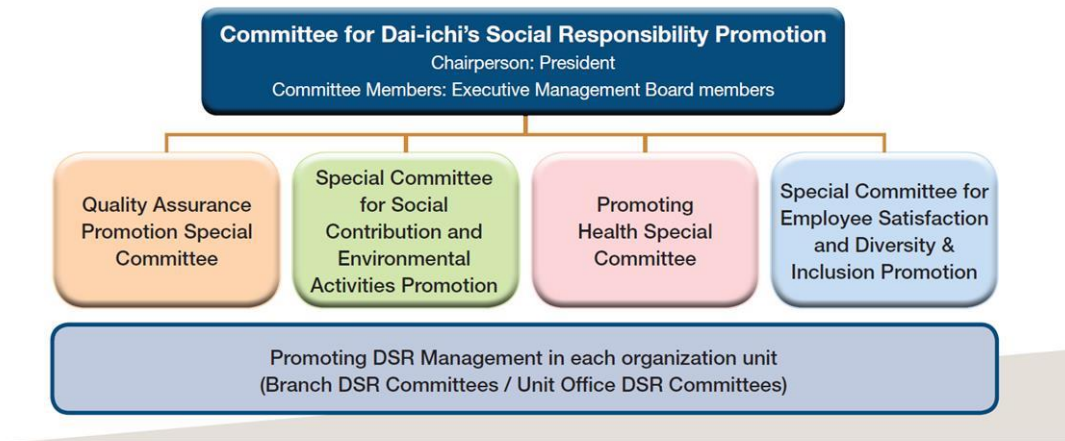 Committee for Dai-ichi's Social Responsibility Promotion
Chairperson: President
Committee Members: Executive Management Board members
Quality Assurance
Promotion Special
Committee
Special Committee
for Social
Contribution and
Environmental
Activities Promotion
Promoting
Health Special
Committee
Special Committee for
Employee Satisfaction
and Diversity &
Inclusion Promotion
Promoting DSR Management in each organization unit
(Branch DSR Committees / Unit Office DSR Committees)